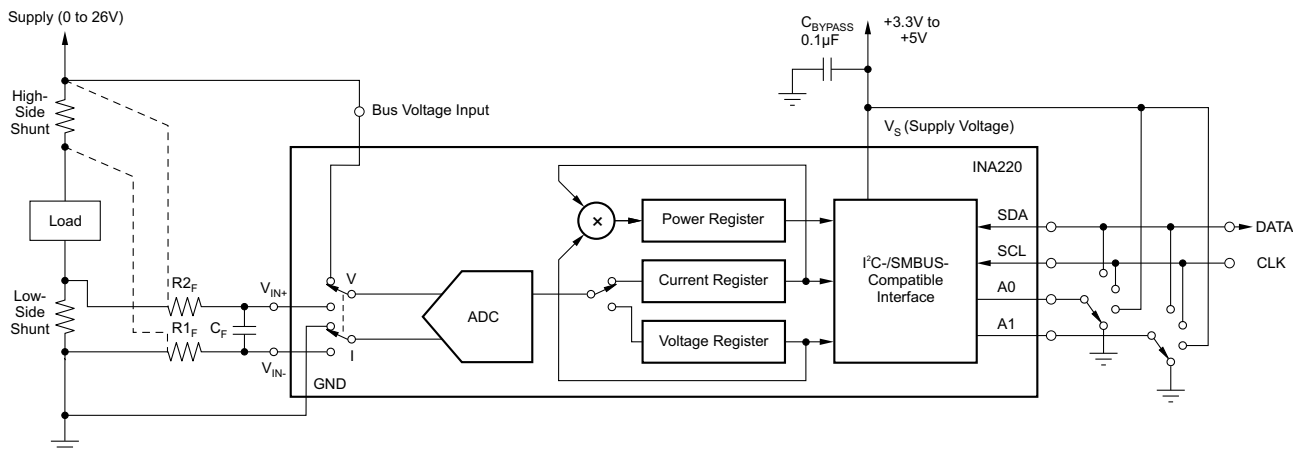 Supply (0 to 26V)
High-
Side
Shunt
Load
Low-
Side
Shunt
R2F
R1F
CF
VIN+
VIN-
Bus Voltage Input
CBYPASS
0.1µF
+3.3V to
+5V
VS (Supply Voltage)
INA220
V
I
GND
ADC
×
Power Register
Current Register
Voltage Register
I²C-/SMBUS-
Compatible
Interface
SDA
SCL
A0
A1
DATA
CLK